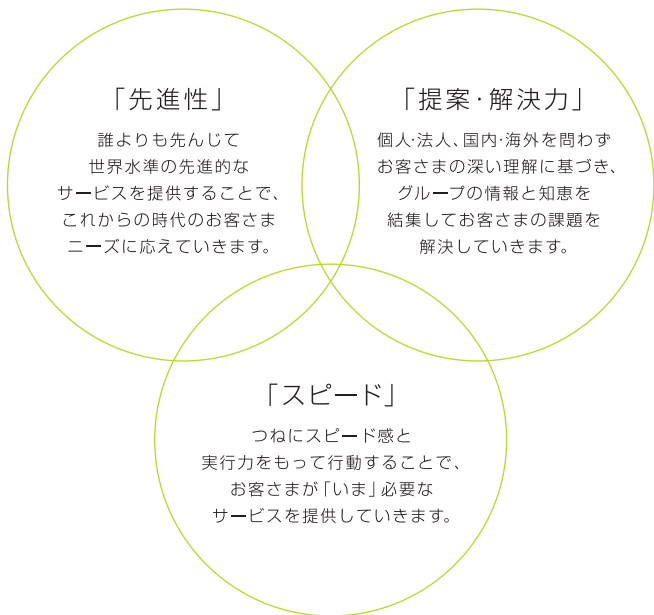 「先進性」
誰よりも先んじて
世界水準の先進的な
サービスを提供することで、
これからの時代のお客さま
ニーズに応えていきます。
「提案・解決力」
個人・法人、国内・海外を問わず
お客さまの深い理解に基づき、
グループの情報と知恵を
結集してお客さまの課題を
解決していきます。
「スピード」
つねにスピード感と
実行力をもって行動することで、
お客さまが「いま」必要な
サービスを提供していきます。